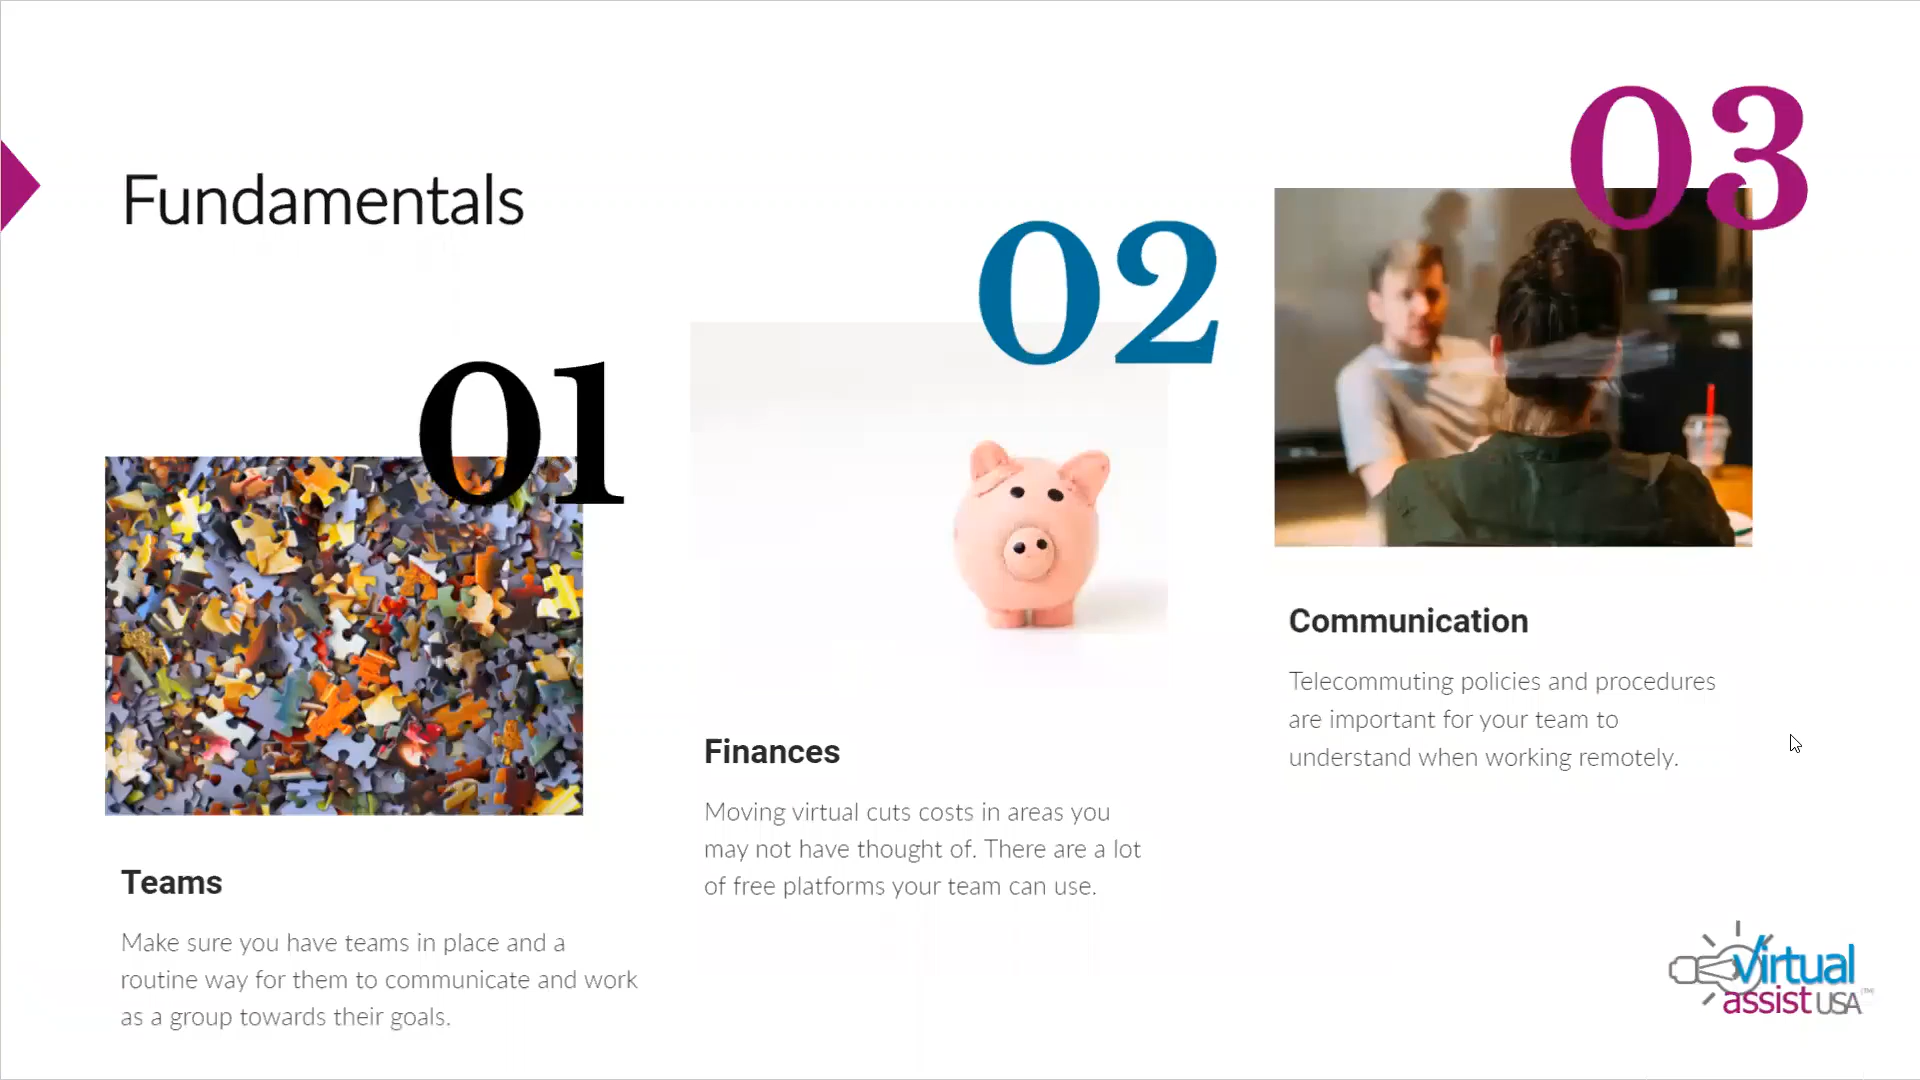 Fundamentals
01
Teams
Make sure you have teams in place and a
routine way for them to communicate and work
as a group towards their goals.
02
Finances
Moving virtual cuts costs in areas you
may not have thought of. There are a lot
of free platforms your team can use.
03
Communication
Telecommuting policies and procedures
are important for your team to
understand when working remotely.
Virtual
assist USA (TM)